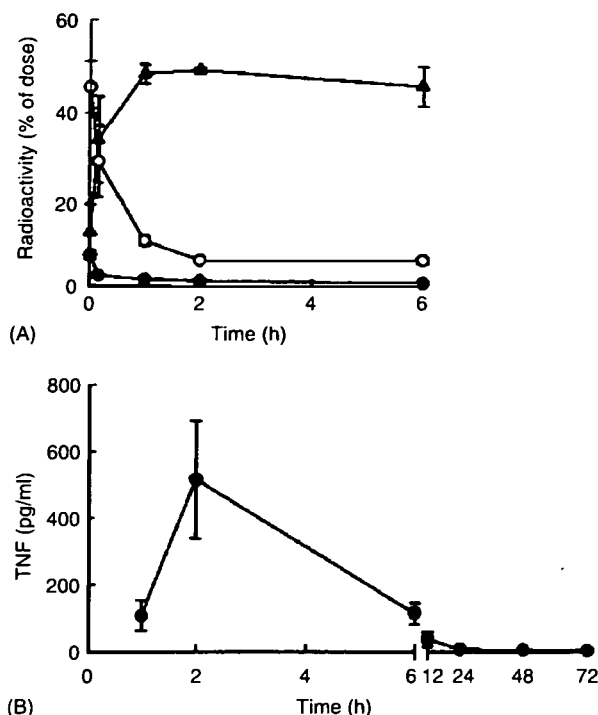 60
40
20
0
Radioactivity (% of dose)
0 2 4 6
Time (h)
(A)
800
600
400
200
0
TNF (pg/ml)
0 2 4 6 12 24 48 72
Time (h)
(B)